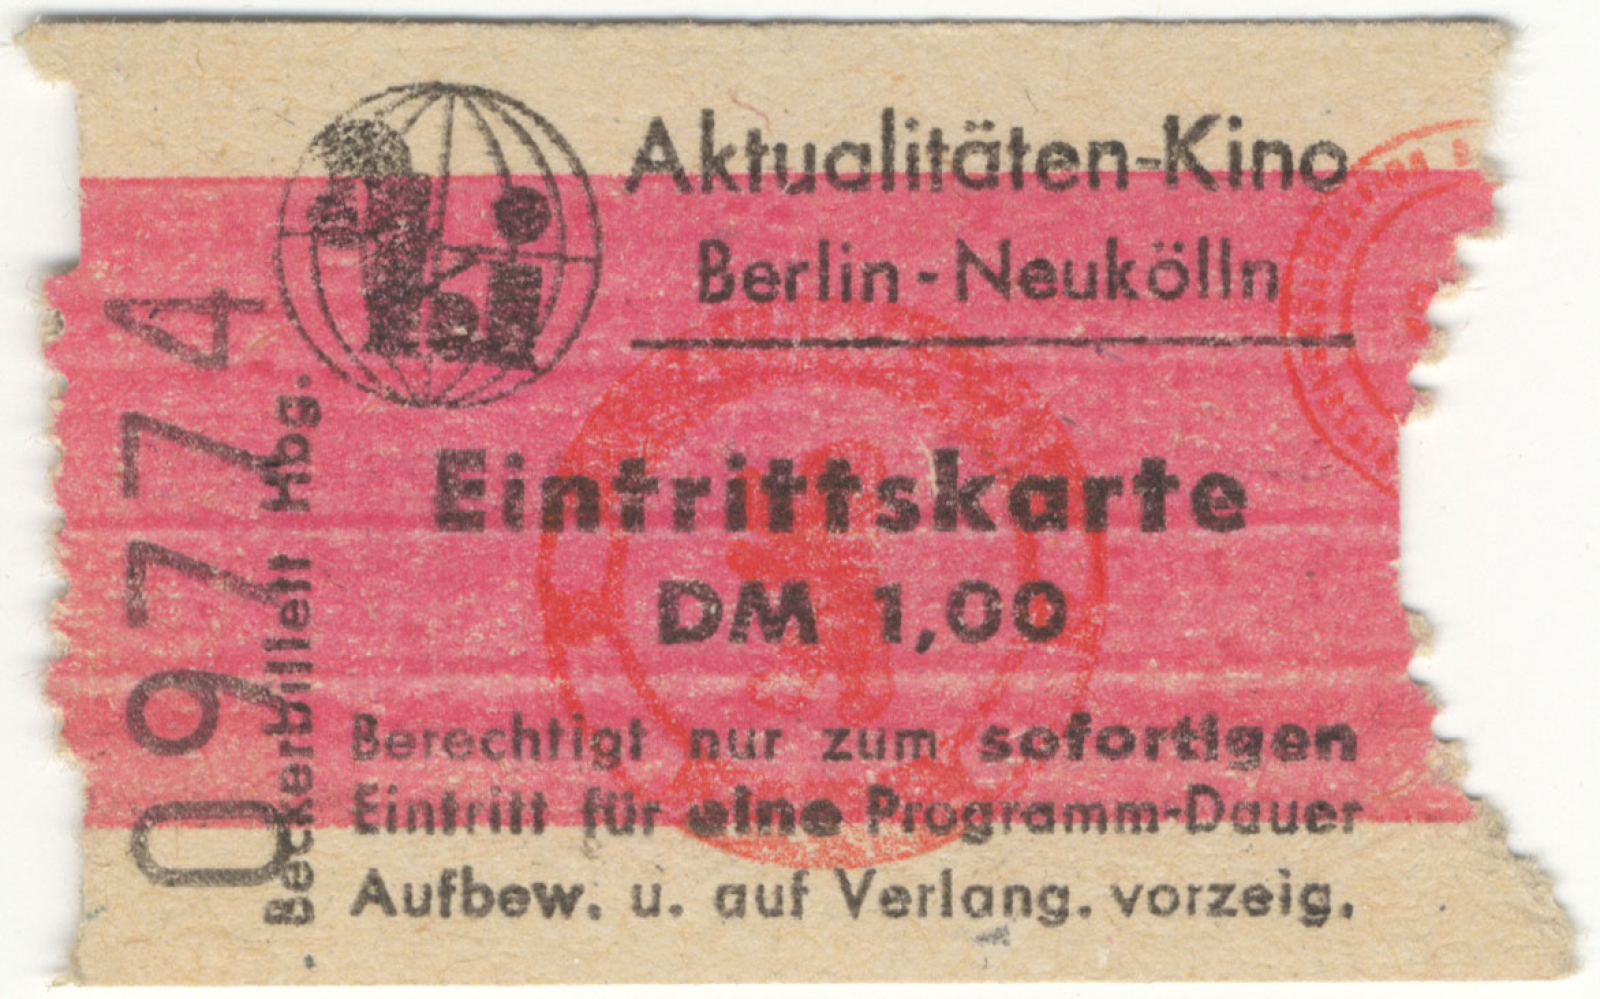 Aktualitäten-Kino
Berlin-Neukölln
Eintrittskarte
DM 1,00
Berechtigt nur zum sofortigen
Eintritt für eine Programm-Dauer
Aufbew. u. auf Verlang. vorzeig.
09774
BeckerBillett Hbg.